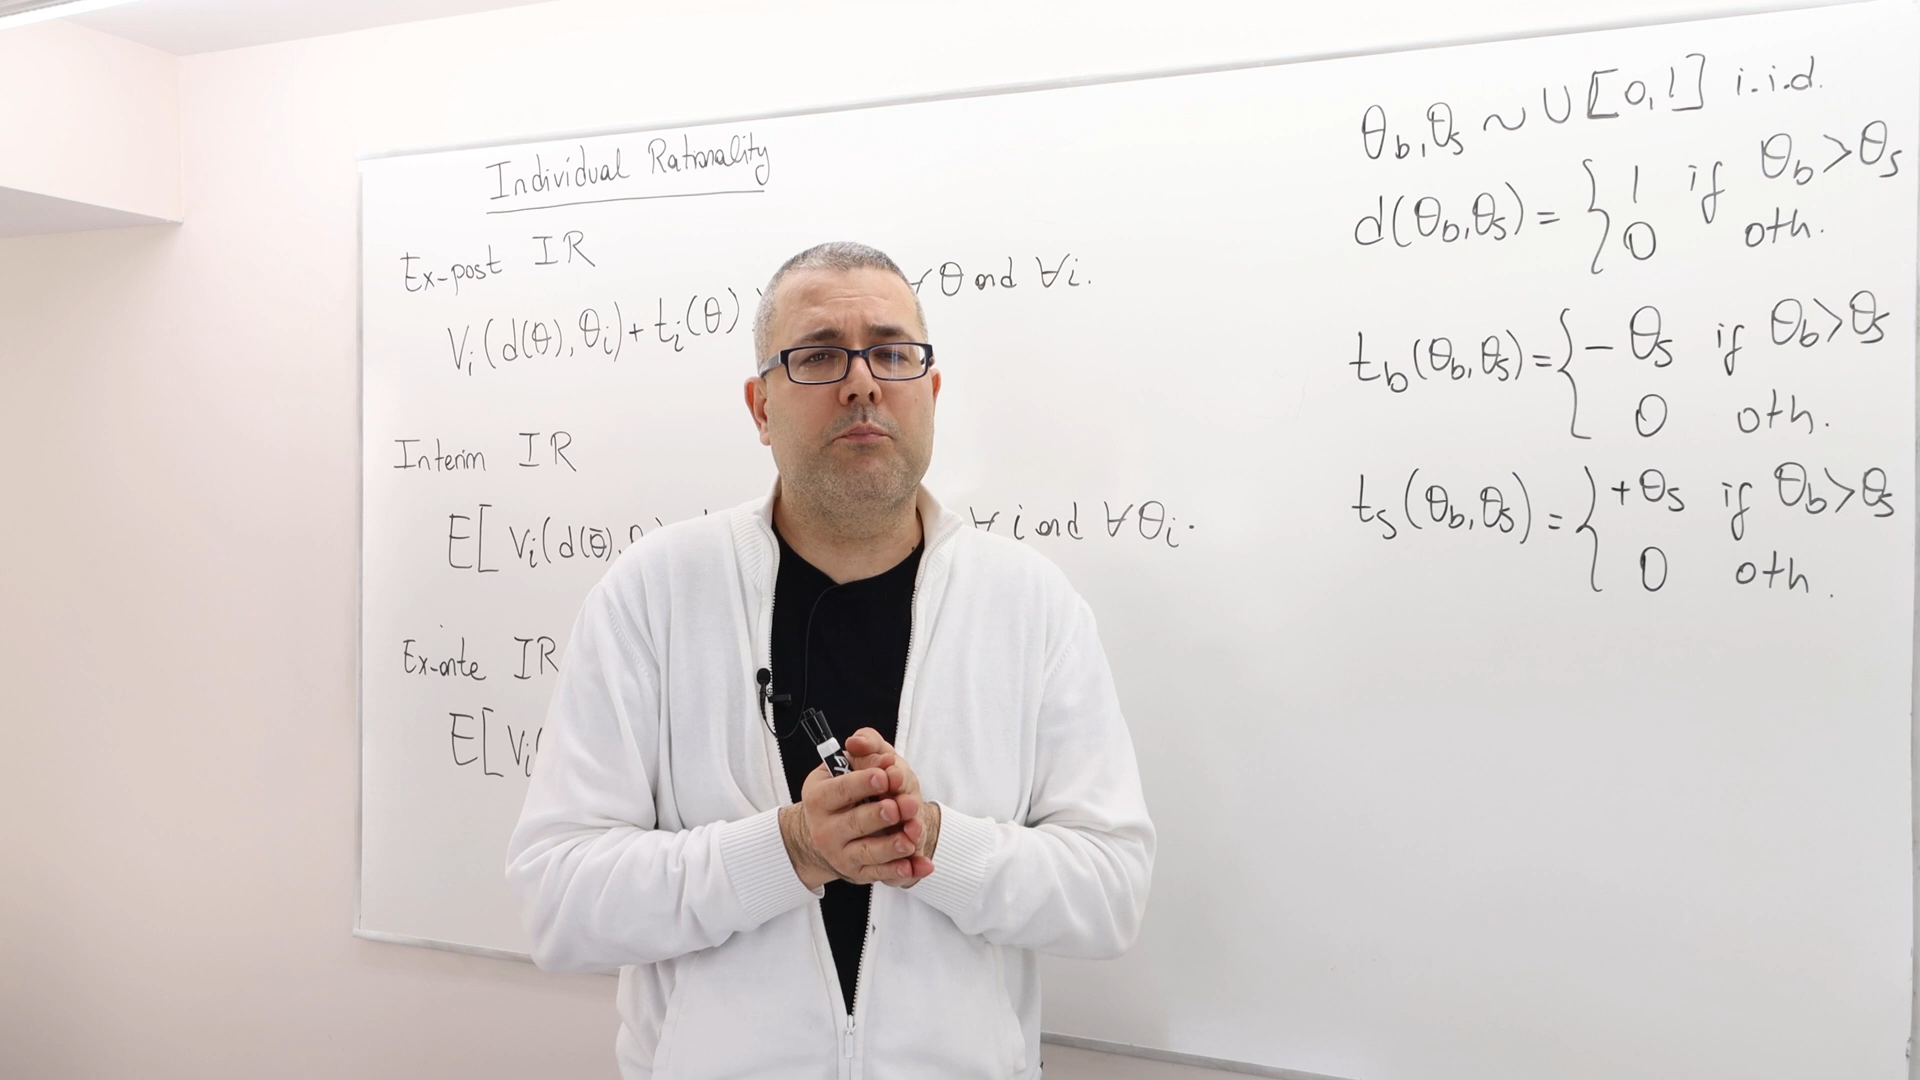 Individual Rationality
Ex-post IR
Vi(d(θ), θi) + ti(θ) ∀θ and ∀i.
Interim IR
E[Vi(d(θ̄), ∀i and ∀θi.
Ex-ante IR
E[Vi(
θb, θs ~ U[0,1] i.i.d.
d(θb,θs) = { 1 if θb>θs
0 oth.
tb(θb,θs) = { -θs if θb>θs
0 oth.
ts(θb,θs) = { +θs if θb>θs
0 oth.